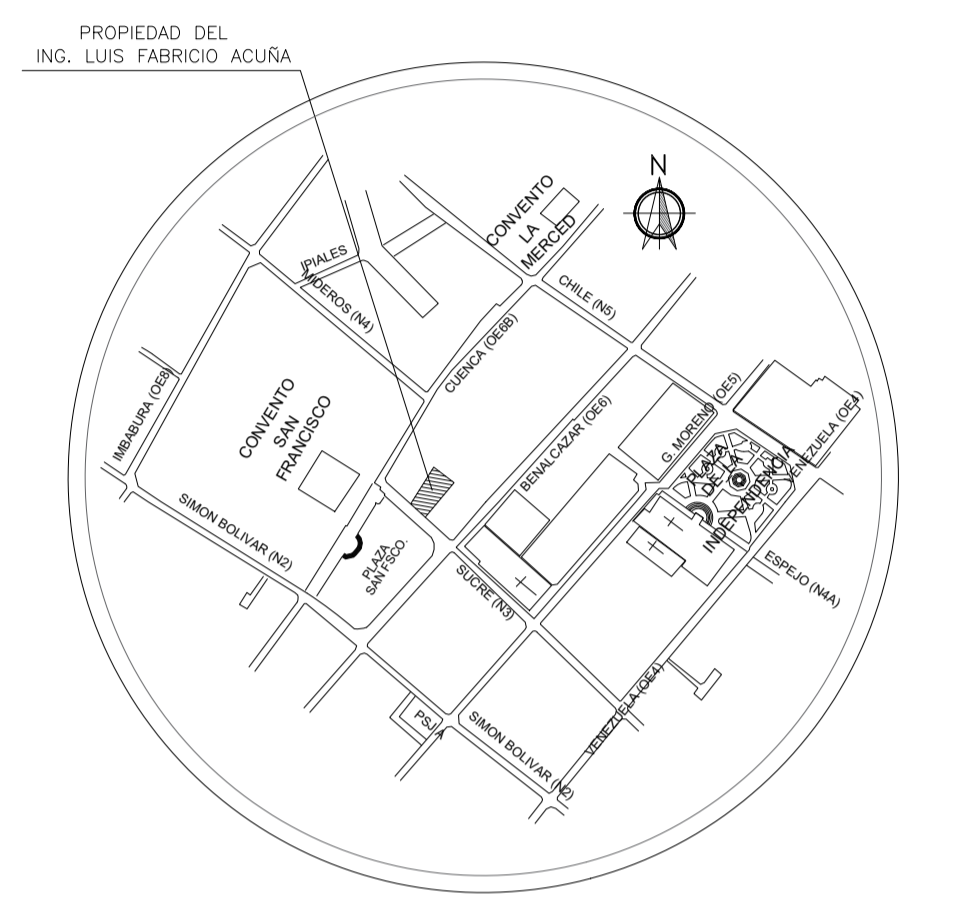 PROPIEDAD DEL
ING. LUIS FABRICIO ACUÑA
N
CONVENTO
LA
MERCED
IPIALES
MIDEROS (N4)
CHILE (N5)
CUENCA (OE6B)
IMBABURA (OE8)
CONVENTO
SAN
FRANCISCO
BENALCAZAR (OE6)
G. MORENO (OE5)
PLAZA
DE LA
INDEPENDENCIA
VENEZUELA (OE4)
SIMON BOLIVAR (N2)
PLAZA
SAN FSCO.
SUCRE (N3)
ESPEJO (N4A)
VENEZUELA (OE4)
PSJ A
SIMON BOLIVAR (N2)